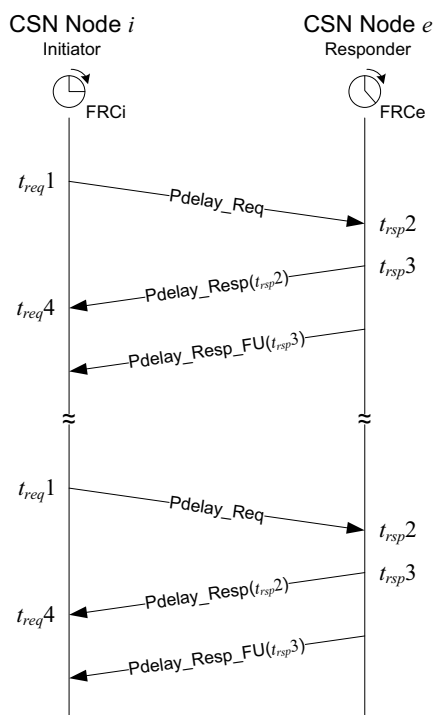 CSN Node i CSN Node e
Initiator Responder
FRCi FRCe
treq1
Pdelay_Req
trsp2
trsp3
Pdelay_Resp(trsp2)
treq4
Pdelay_Resp_FU(trsp3)
≈ ≈
treq1
Pdelay_Req
trsp2
trsp3
Pdelay_Resp(trsp2)
treq4
Pdelay_Resp_FU(trsp3)